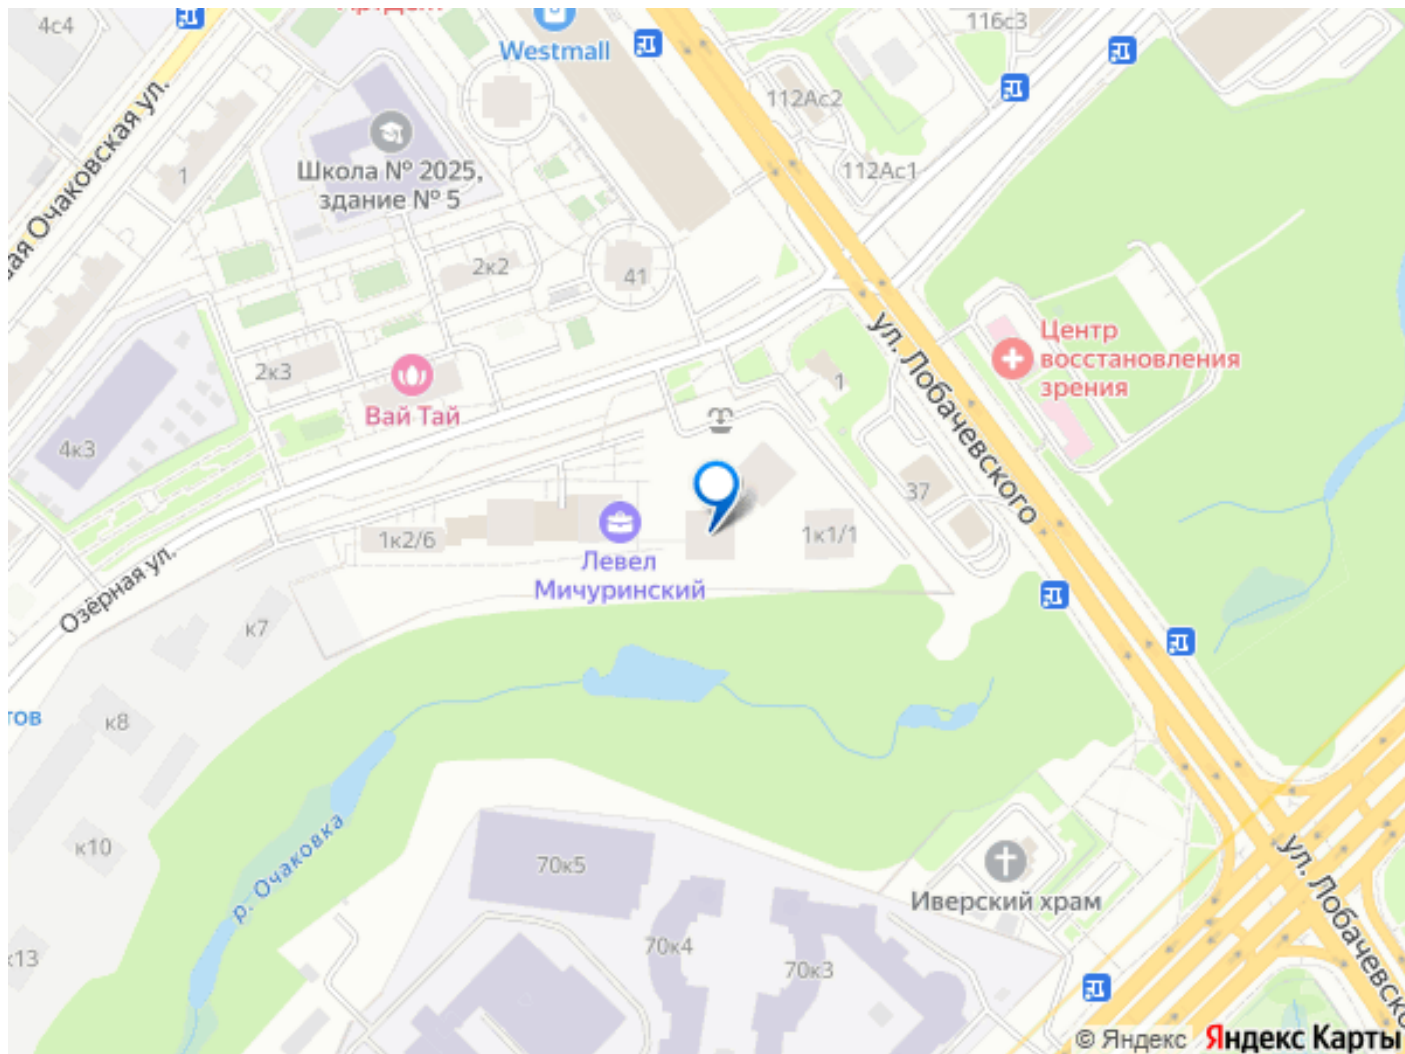 4с4
116с3
Westmall
112Ас2
вая Очаковская ул.
1
Школа № 2025,
здание № 5
112Ас1
2к2
41
ул. Лобачевского
Центр
восстановления
зрения
2к3
1
Вай Тай
4к3
37
1к2/6
1к1/1
Левел
Мичуринский
Озёрная ул.
к7
к8
тов
к10
р. Очаковка
70к5
Иверский храм
ул. Лобачевско
70к4
70к3
к13
© Яндекс Яндекс Карты